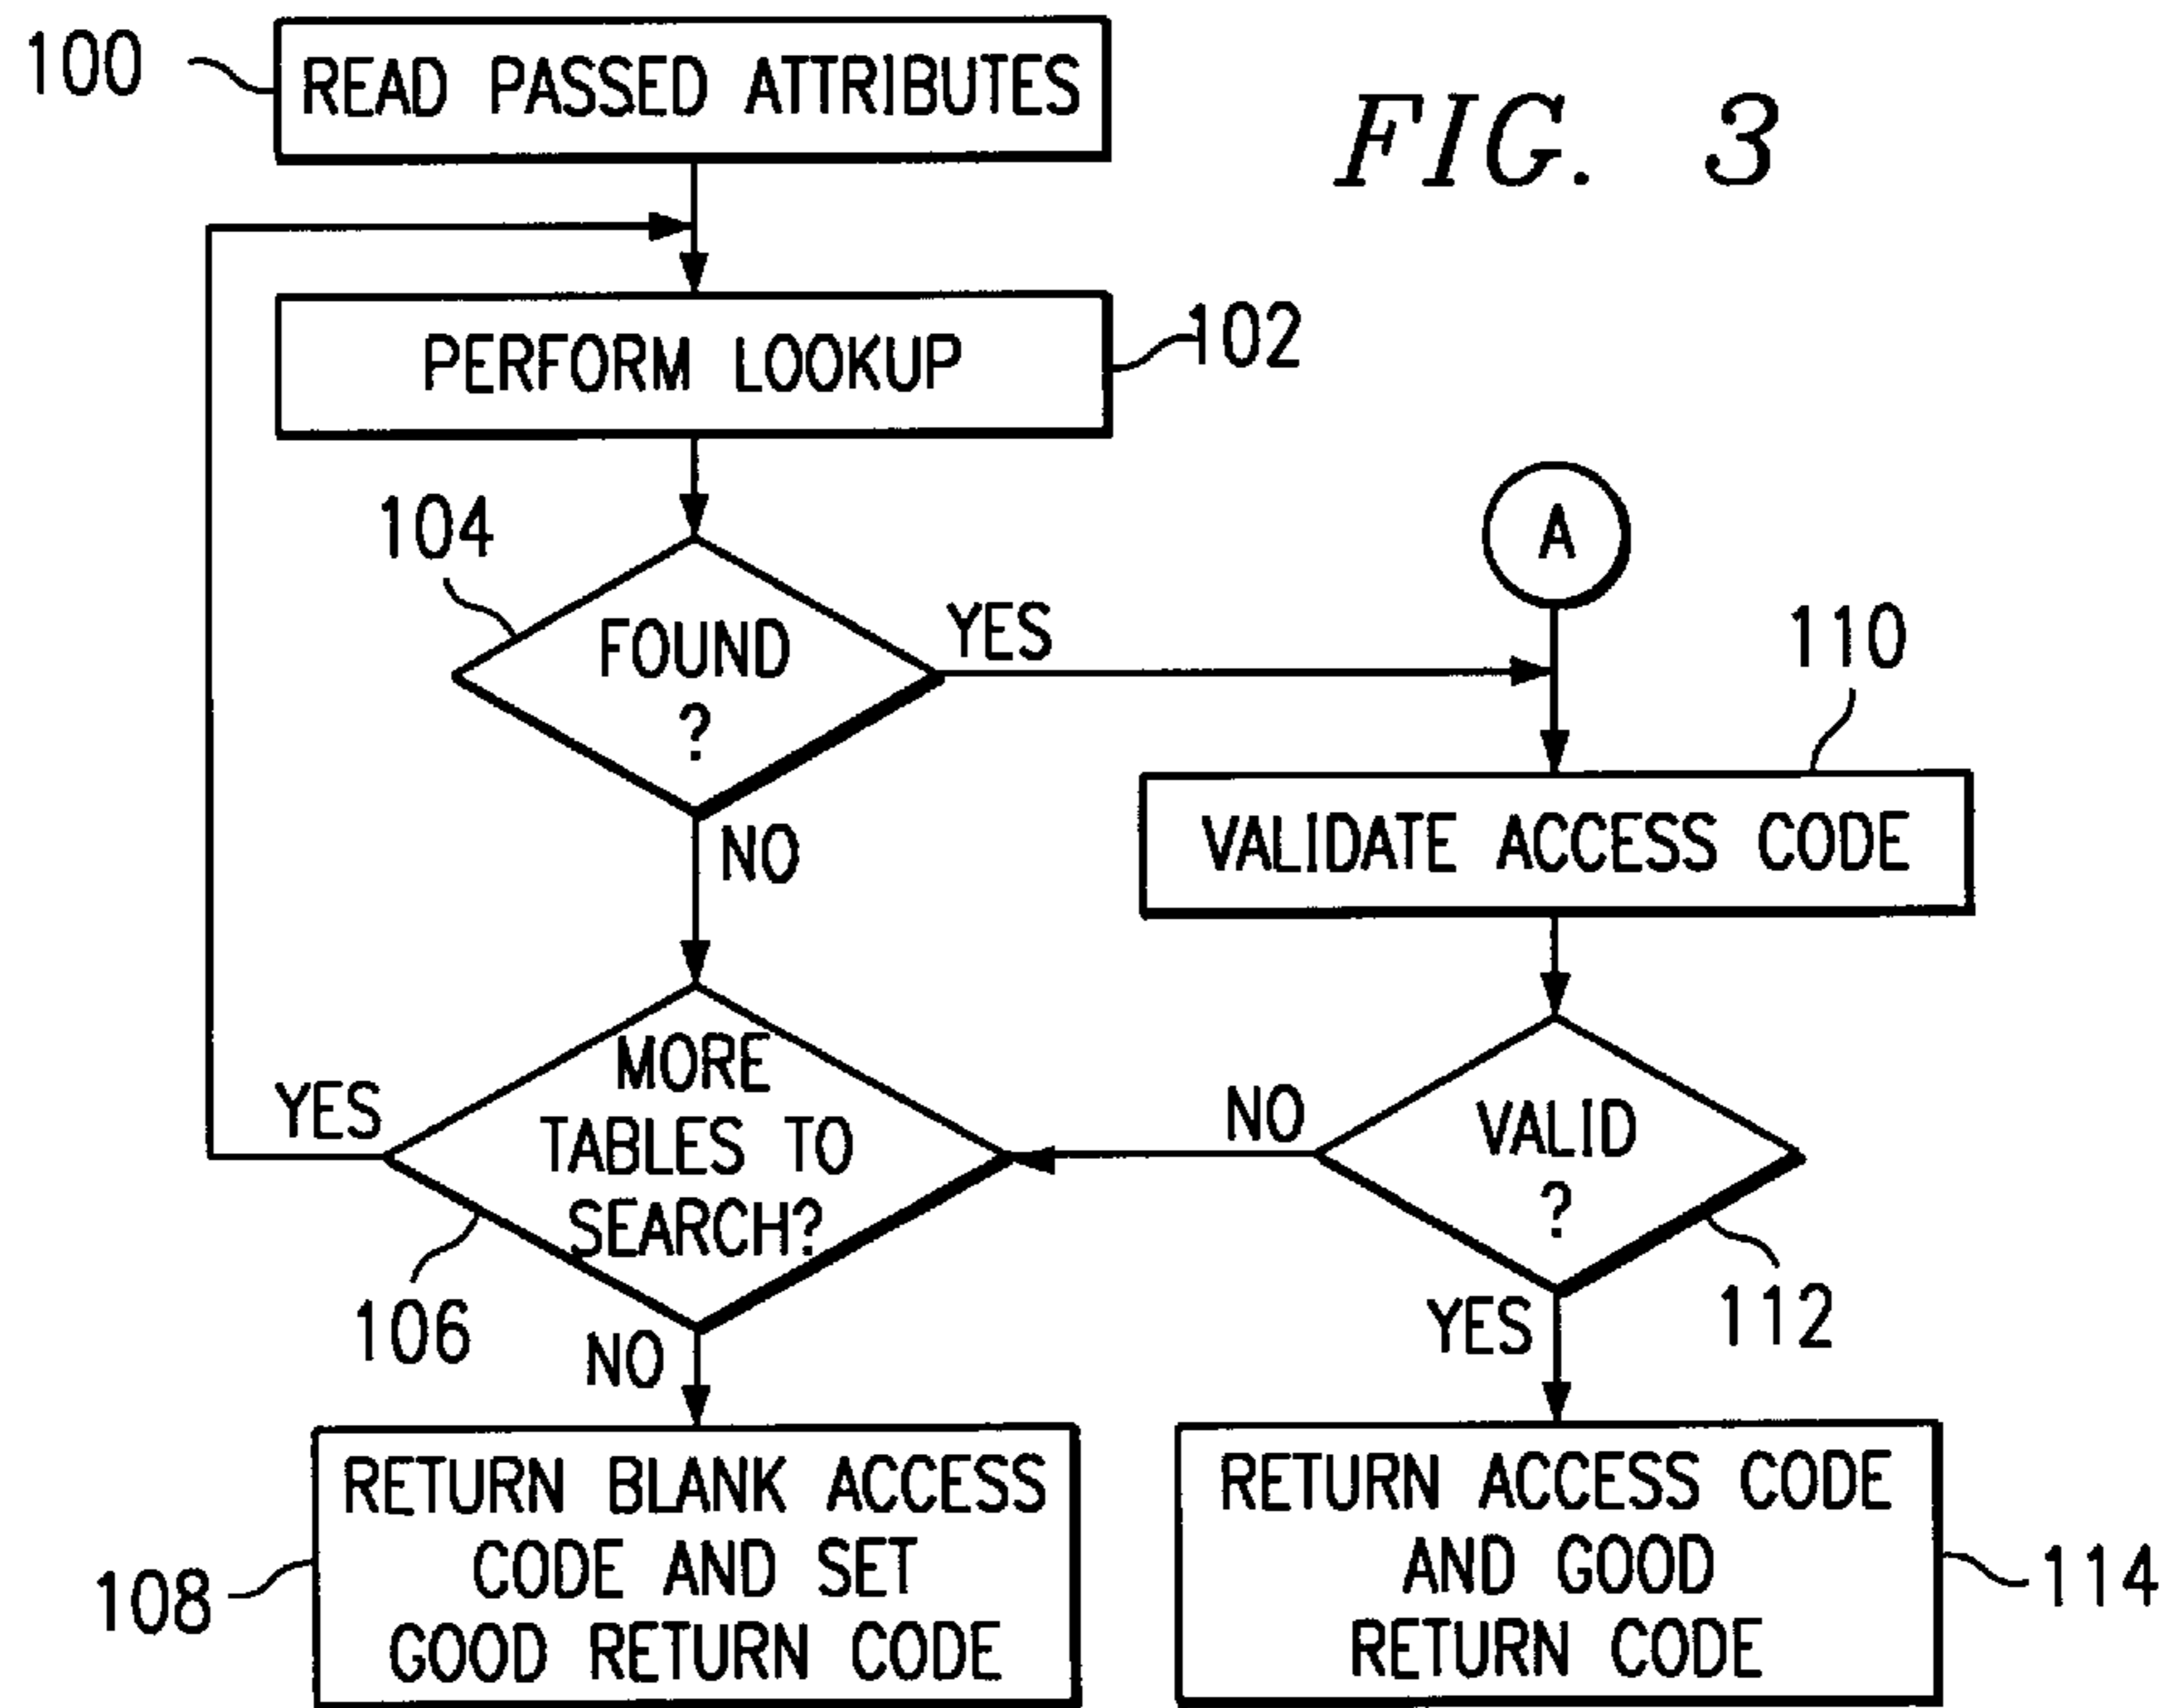 100
READ PASSED ATTRIBUTES
FIG. 3
PERFORM LOOKUP
102
104
FOUND
?
YES
NO
A
110
VALIDATE ACCESS CODE
MORE
TABLES TO
SEARCH?
YES
106
NO
NO
VALID
?
112
YES
RETURN BLANK ACCESS
CODE AND SET
GOOD RETURN CODE
108
RETURN ACCESS CODE
AND GOOD
RETURN CODE
114